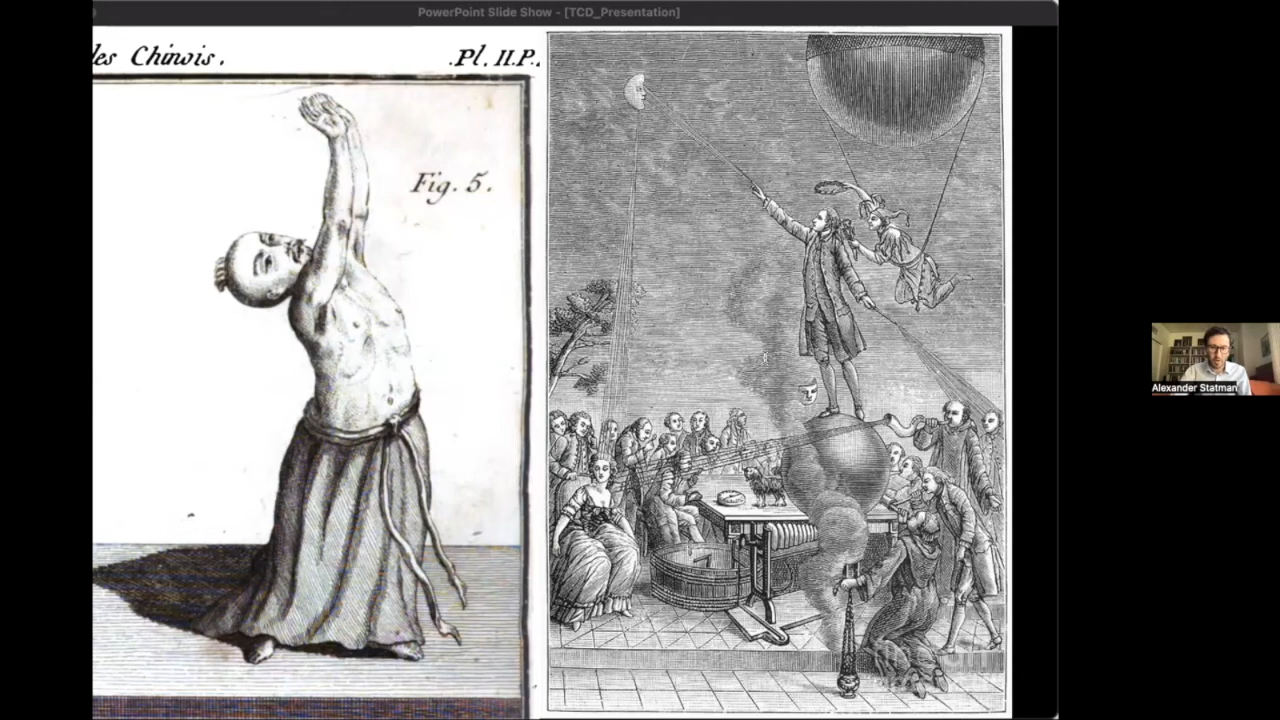 PowerPoint Slide Show - [TCD_Presentation]
les Chinois.
Pl. II.P.
Fig. 5.
Alexander Statman